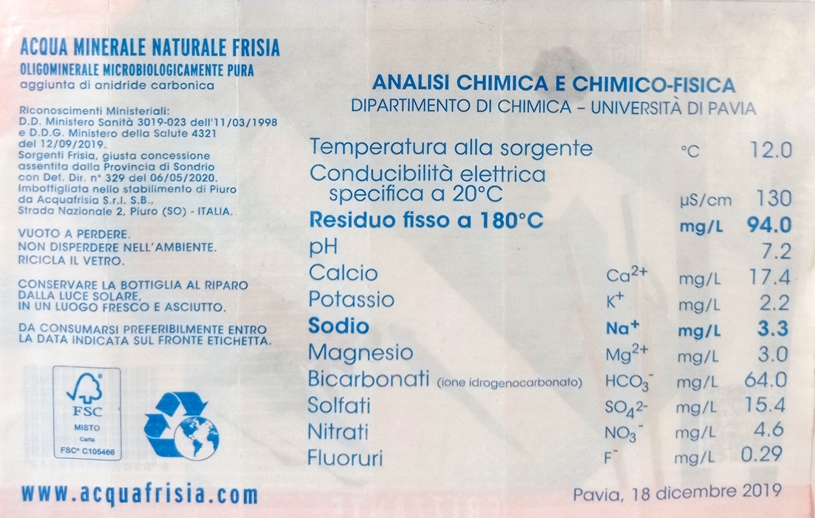 ACQUA MINERALE NATURALE FRISIA
OLIGOMINERALE MICROBIOLOGICAMENTE PURA
aggiunta di anidride carbonica
Riconoscimenti Ministeriali:
D.D. Ministero Sanità 3019-023 dell'11/03/1998
e D.D.G. Ministero della Salute 4321
del 12/09/2019.
Sorgenti Frisia, giusta concessione
assentita dalla Provincia di Sondrio
con Det. Dir. n° 329 del 06/05/2020.
Imbottigliata nello stabilimento di Piuro
da Acquafrisia S.r.l. S.B.,
Strada Nazionale 2, Piuro (SO) - ITALIA.
VUOTO A PERDERE.
NON DISPERDERE NELL'AMBIENTE.
RICICLA IL VETRO.
CONSERVARE LA BOTTIGLIA AL RIPARO
DALLA LUCE SOLARE,
IN UN LUOGO FRESCO E ASCIUTTO.
DA CONSUMARSI PREFERIBILMENTE ENTRO
LA DATA INDICATA SUL FRONTE ETICHETTA.
FSC
MISTO
Carta
FSC® C105466
www.acquafrisia.com
ANALISI CHIMICA E CHIMICO-FISICA
DIPARTIMENTO DI CHIMICA – UNIVERSITÀ DI PAVIA
Temperatura alla sorgente °C 12.0
Conducibilità elettrica
specifica a 20°C µS/cm 130
Residuo fisso a 180°C mg/L 94.0
pH 7.2
Calcio Ca²⁺ mg/L 17.4
Potassio K⁺ mg/L 2.2
Sodio Na⁺ mg/L 3.3
Magnesio Mg²⁺ mg/L 3.0
Bicarbonati (ione idrogenocarbonato) HCO₃⁻ mg/L 64.0
Solfati SO₄²⁻ mg/L 15.4
Nitrati NO₃⁻ mg/L 4.6
Fluoruri F⁻ mg/L 0.29
Pavia, 18 dicembre 2019